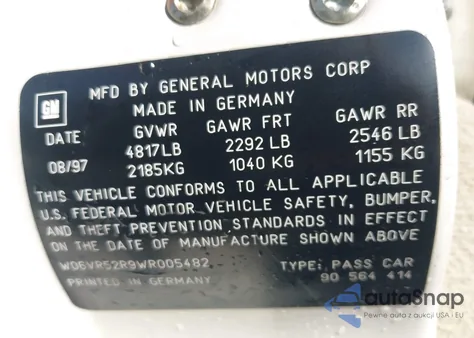 GM
MFD BY GENERAL MOTORS CORP
MADE IN GERMANY
DATE GVWR GAWR FRT GAWR RR
08/97 4817LB 2292 LB 2546 LB
2185KG 1040 KG 1155 KG
THIS VEHICLE CONFORMS TO ALL APPLICABLE
U.S. FEDERAL MOTOR VEHICLE SAFETY, BUMPER,
AND THEFT PREVENTION STANDARDS IN EFFECT
ON THE DATE OF MANUFACTURE SHOWN ABOVE
W06VR52R9WR005482 TYPE: PASS CAR
PRINTED IN GERMANY 90 564 414
autoSnap
Pewne auta z aukcji USA i EU